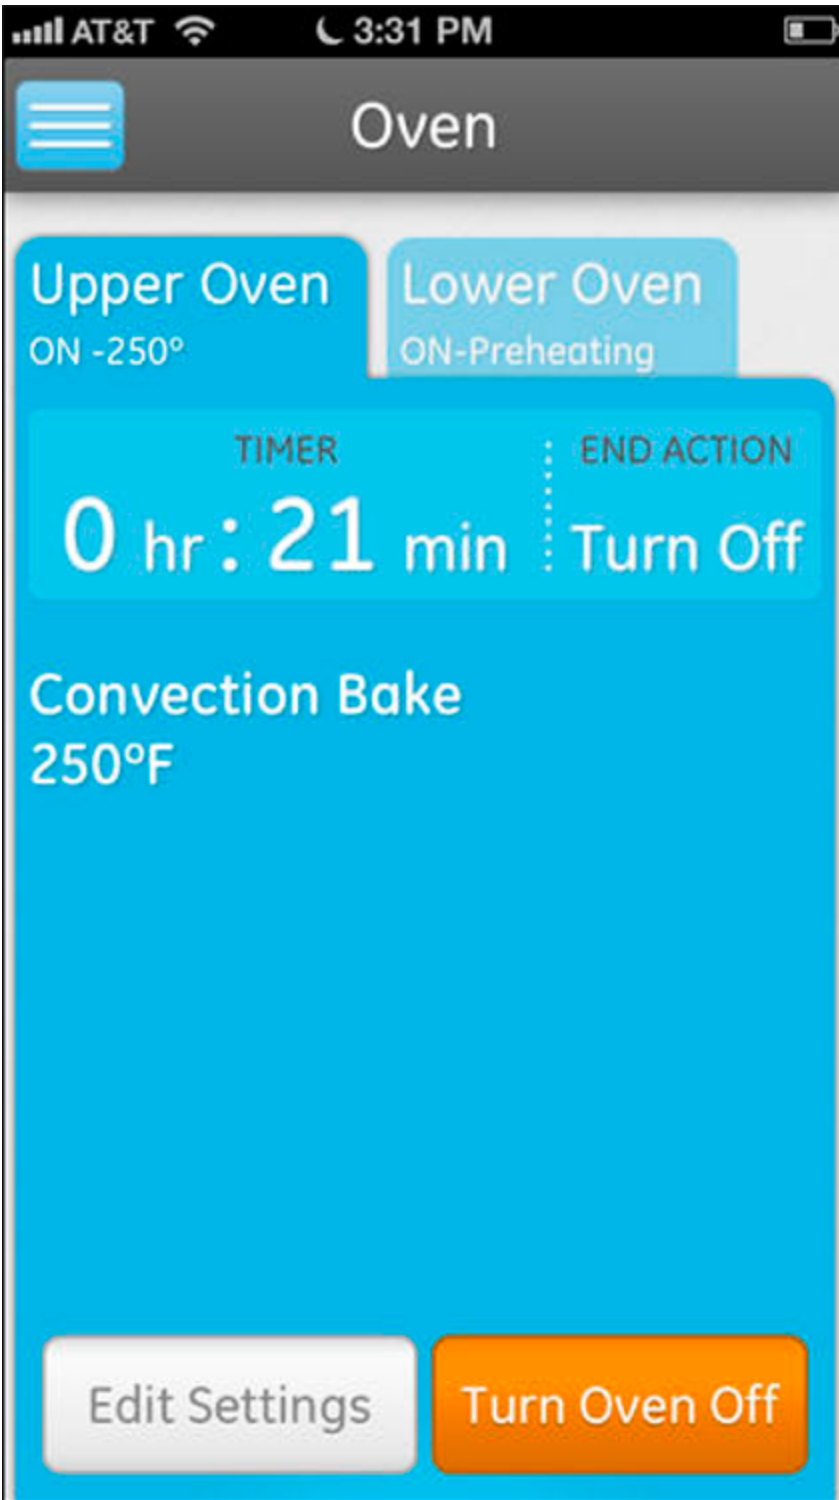 AT&T 3:31 PM
Oven
Upper Oven
ON -250°
Lower Oven
ON-Preheating
TIMER
0 hr : 21 min
END ACTION
Turn Off
Convection Bake
250°F
Edit Settings
Turn Oven Off